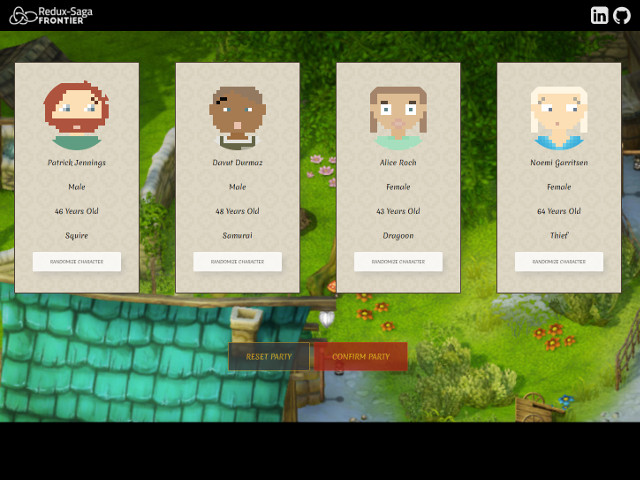 Redux-Saga
FRONTIER
in
Patrick Jennings
Male
46 Years Old
Squire
RANDOMIZE CHARACTER
Davut Durmaz
Male
48 Years Old
Samurai
RANDOMIZE CHARACTER
Alice Roch
Female
43 Years Old
Dragoon
RANDOMIZE CHARACTER
Noemi Garritsen
Female
64 Years Old
Thief
RANDOMIZE CHARACTER
RESET PARTY
CONFIRM PARTY